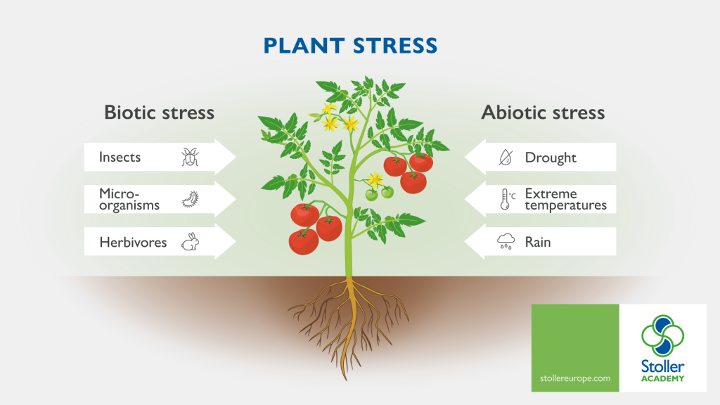 PLANT STRESS
Biotic stress
Insects
Micro-
organisms
Herbivores
Abiotic stress
Drought
°C
Extreme
temperatures
Rain
stollereurope.com
Stoller
ACADEMY